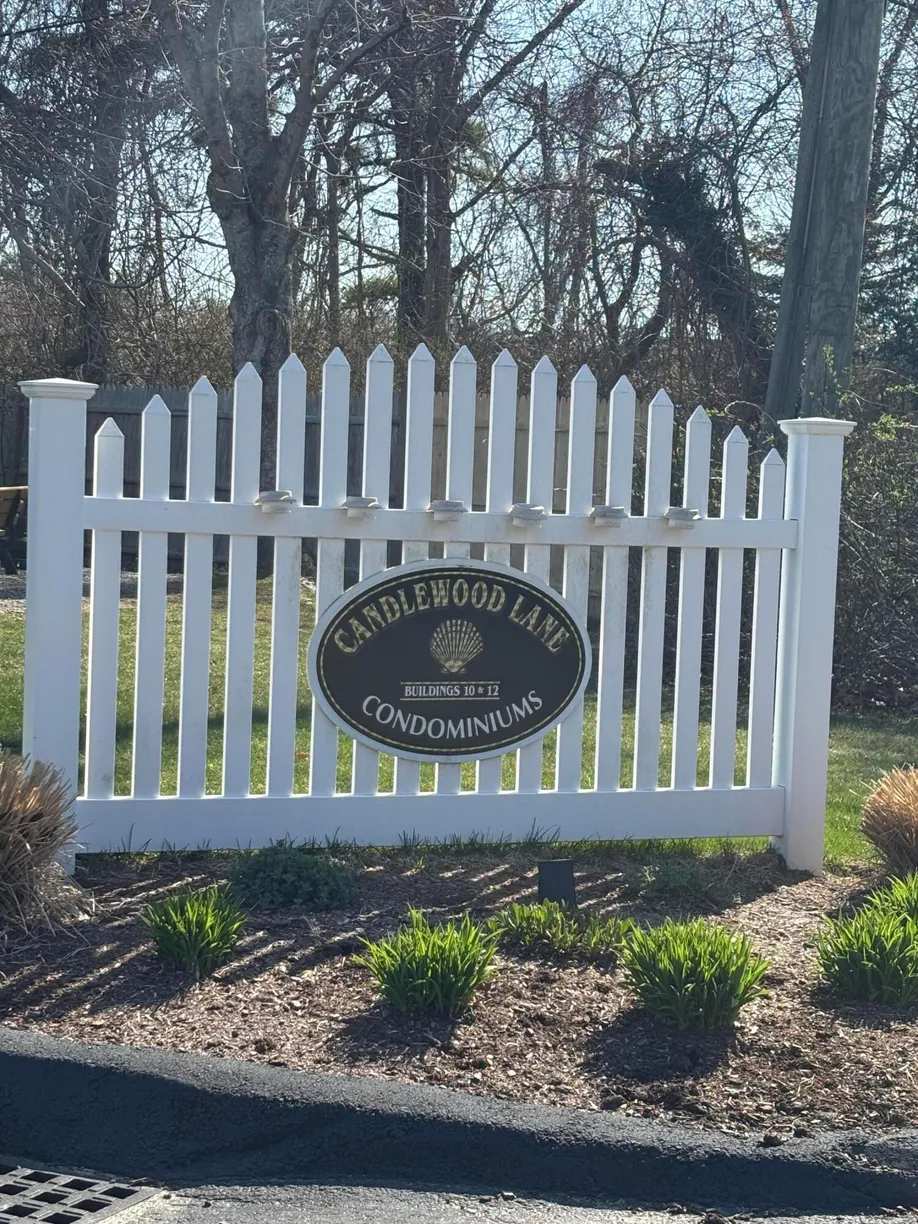 CANDLEWOOD LANE
BUILDINGS 10 & 12
CONDOMINIUMS